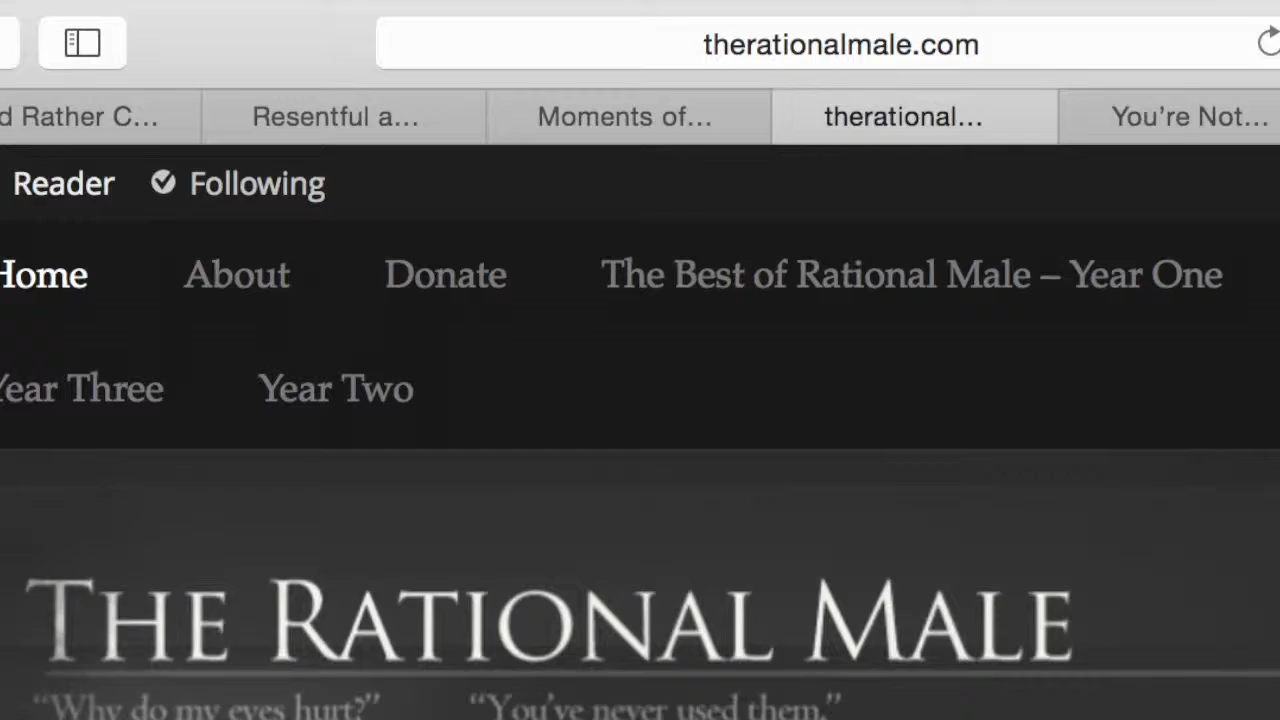 therationalmale.com
d Rather C... Resentful a... Moments of... therational... You're Not...
Reader Following
Home About Donate The Best of Rational Male – Year One
Year Three Year Two
THE RATIONAL MALE
“Why do my eyes hurt?” “You've never used them.”